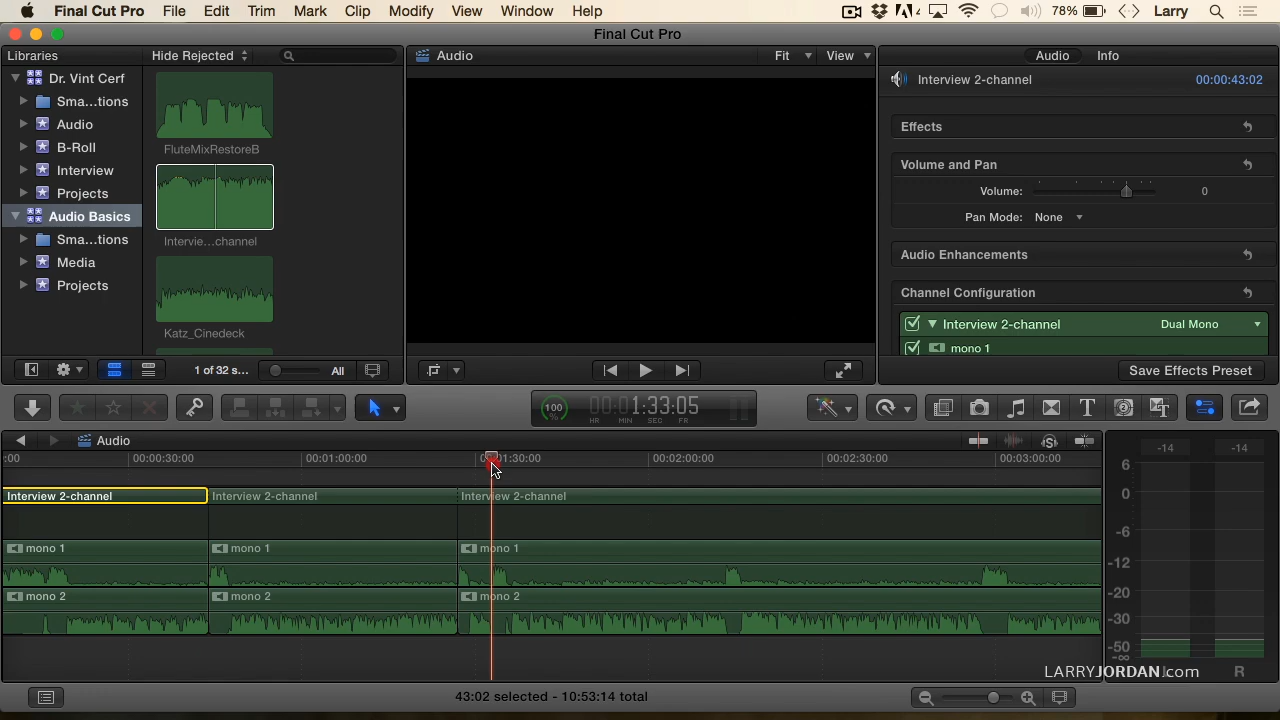 Final Cut Pro File Edit Trim Mark Clip Modify View Window Help 78% Larry
Final Cut Pro
Libraries Hide Rejected
Audio Fit View
Audio Info
Dr. Vint Cerf
Sma...tions
Audio
B-Roll
Interview
Projects
Audio Basics
Sma...tions
Media
Projects
FluteMixRestoreB
Intervie...channel
Katz_Cinedeck
Interview 2-channel 00:00:43:02
Effects
Volume and Pan
Volume: 0
Pan Mode: None
Audio Enhancements
Channel Configuration
Interview 2-channel Dual Mono
mono 1
1 of 32 s... All
Save Effects Preset
100 % 00:01:33:05
HR MIN SEC FR
Audio
:00 00:00:30:00 00:01:00:00 00:01:30:00 00:02:00:00 00:02:30:00 00:03:00:00
Interview 2-channel Interview 2-channel Interview 2-channel
mono 1 mono 1 mono 1
mono 2 mono 2 mono 2
-14 -14
6
0
-6
-12
-20
-30
-50
-∞
R
LARRYJORDAN.com
43:02 selected - 10:53:14 total